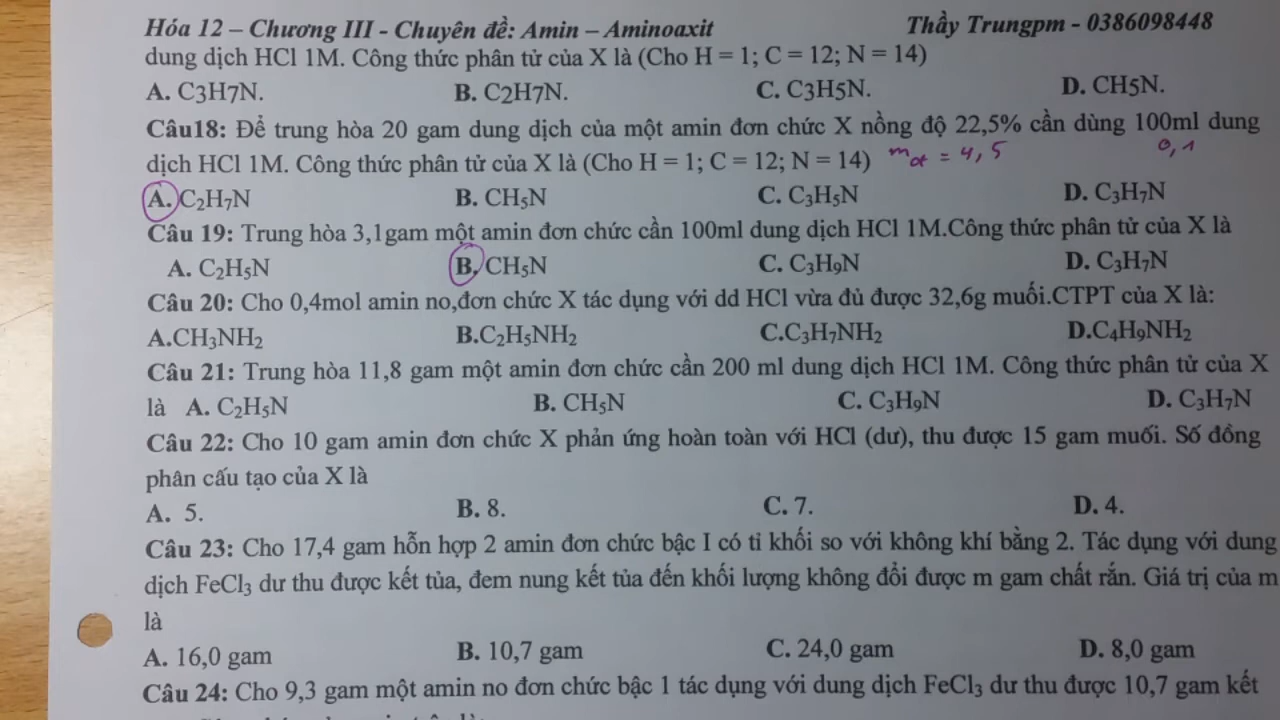 Hóa 12 – Chương III - Chuyên đề: Amin – Aminoaxit Thầy Trungpm - 0386098448
dung dịch HCl 1M. Công thức phân tử của X là (Cho H = 1; C = 12; N = 14)
A. C3H7N. B. C2H7N. C. C3H5N. D. CH5N.
Câu18: Để trung hòa 20 gam dung dịch của một amin đơn chức X nồng độ 22,5% cần dùng 100ml dung
dịch HCl 1M. Công thức phân tử của X là (Cho H = 1; C = 12; N = 14) = 4,5 0,1
A. C₂H₇N B. CH₅N C. C₃H₅N D. C₃H₇N
Câu 19: Trung hòa 3,1gam một amin đơn chức cần 100ml dung dịch HCl 1M.Công thức phân tử của X là
A. C₂H₅N B. CH₅N C. C₃H₉N D. C₃H₇N
Câu 20: Cho 0,4mol amin no,đơn chức X tác dụng với dd HCl vừa đủ được 32,6g muối.CTPT của X là:
A.CH₃NH₂ B.C₂H₅NH₂ C.C₃H₇NH₂ D.C₄H₉NH₂
Câu 21: Trung hòa 11,8 gam một amin đơn chức cần 200 ml dung dịch HCl 1M. Công thức phân tử của X
là A. C₂H₅N B. CH₅N C. C₃H₉N D. C₃H₇N
Câu 22: Cho 10 gam amin đơn chức X phản ứng hoàn toàn với HCl (dư), thu được 15 gam muối. Số đồng
phân cấu tạo của X là
A. 5. B. 8. C. 7. D. 4.
Câu 23: Cho 17,4 gam hỗn hợp 2 amin đơn chức bậc I có tỉ khối so với không khí bằng 2. Tác dụng với dung
dịch FeCl₃ dư thu được kết tủa, đem nung kết tủa đến khối lượng không đổi được m gam chất rắn. Giá trị của m
là
A. 16,0 gam B. 10,7 gam C. 24,0 gam D. 8,0 gam
Câu 24: Cho 9,3 gam một amin no đơn chức bậc 1 tác dụng với dung dịch FeCl₃ dư thu được 10,7 gam kết